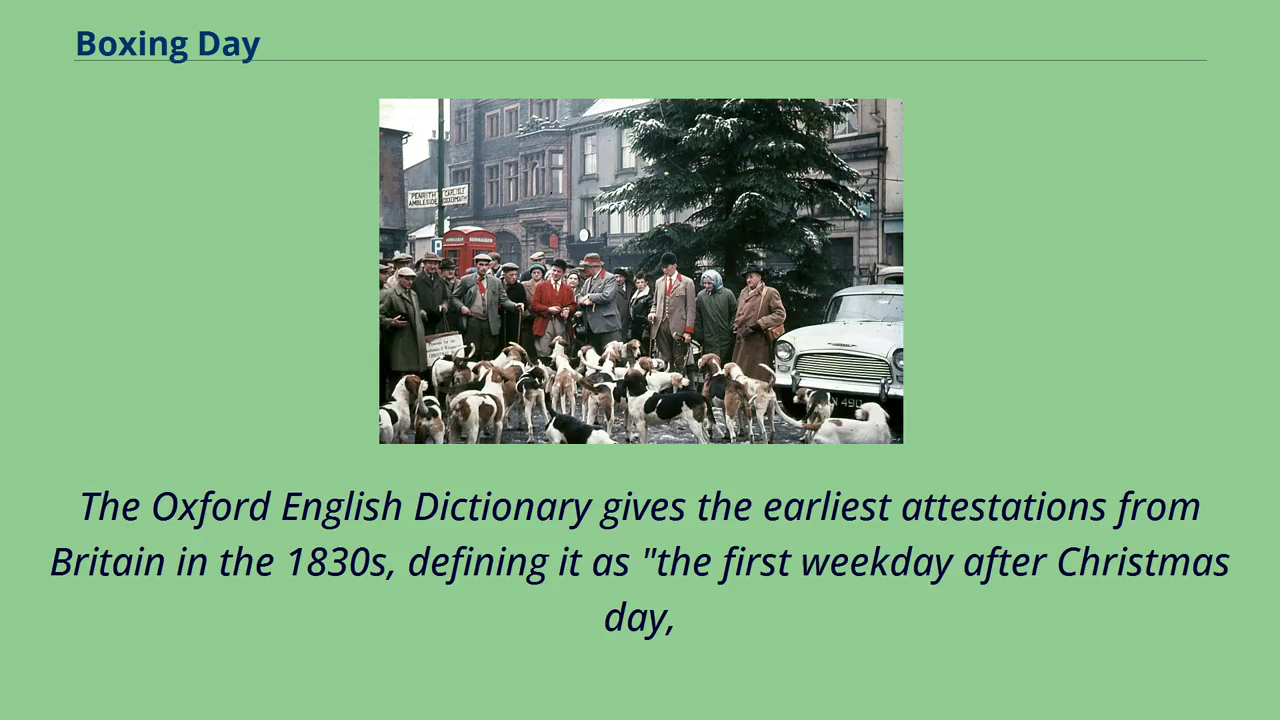 Boxing Day
PENRITH CARLISLE
AMBLESIDE
P
N 490
The Oxford English Dictionary gives the earliest attestations from
Britain in the 1830s, defining it as "the first weekday after Christmas
day,